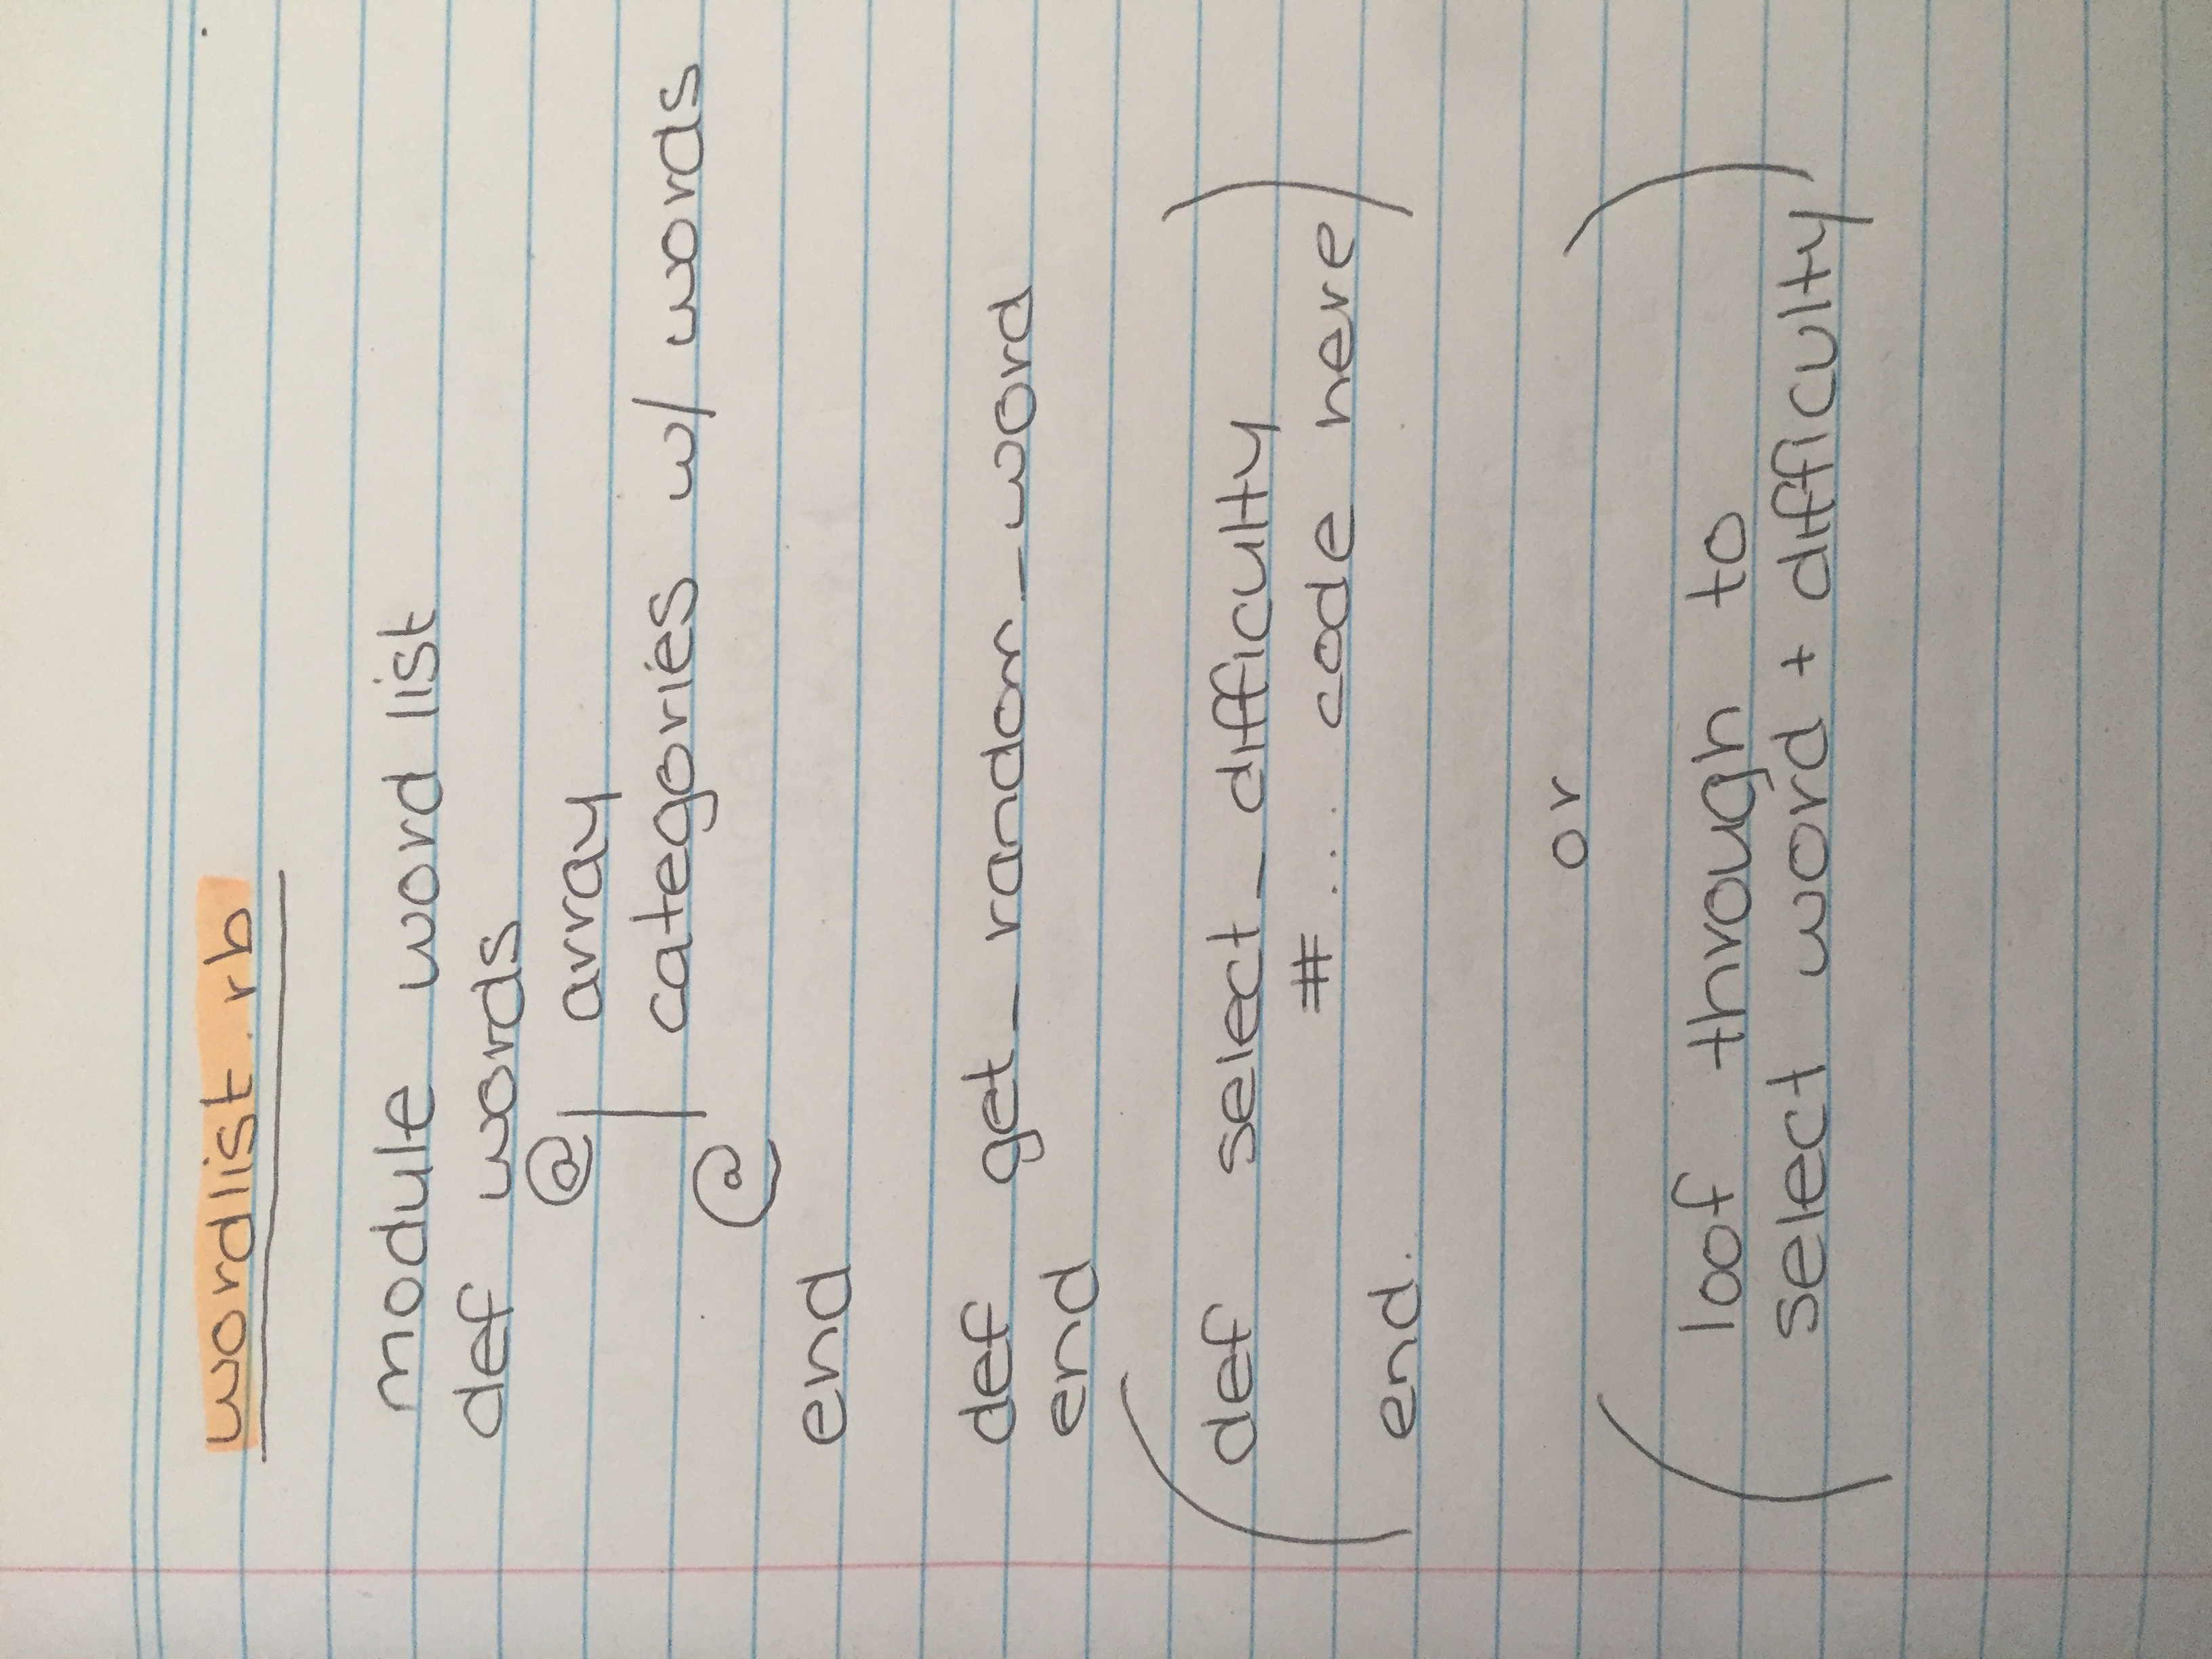 wordlist.rb
module word list
def words
@ array
categories w/ words
@
end
def get_random_word
end
def select_difficulty
# ... code here
end.
or
loof through to
select word + difficulty